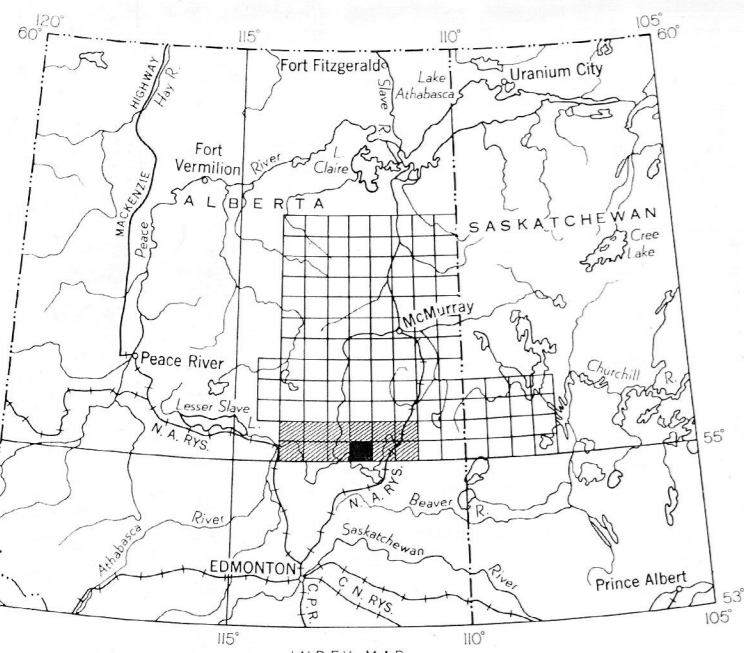 120°
115°
110°
105°
60°
60°
Fort Fitzgerald
Lake
Athabasca
Uranium City
HIGHWAY
Hay R.
Slave R.
Fort
Vermilion
River
L.
Claire
MACKENZIE
Peace
ALBERTA
SASKATCHEWAN
Cree
Lake
McMurray
Peace River
Churchill
R.
Lesser Slave
L.
N. A. RYS.
55°
N. A. RYS.
Beaver
R.
Athabasca
River
Saskatchewan
River
EDMONTON
C. N. RYS.
C. P. R.
Prince Albert
53°
105°
115°
110°
INDEX MAP